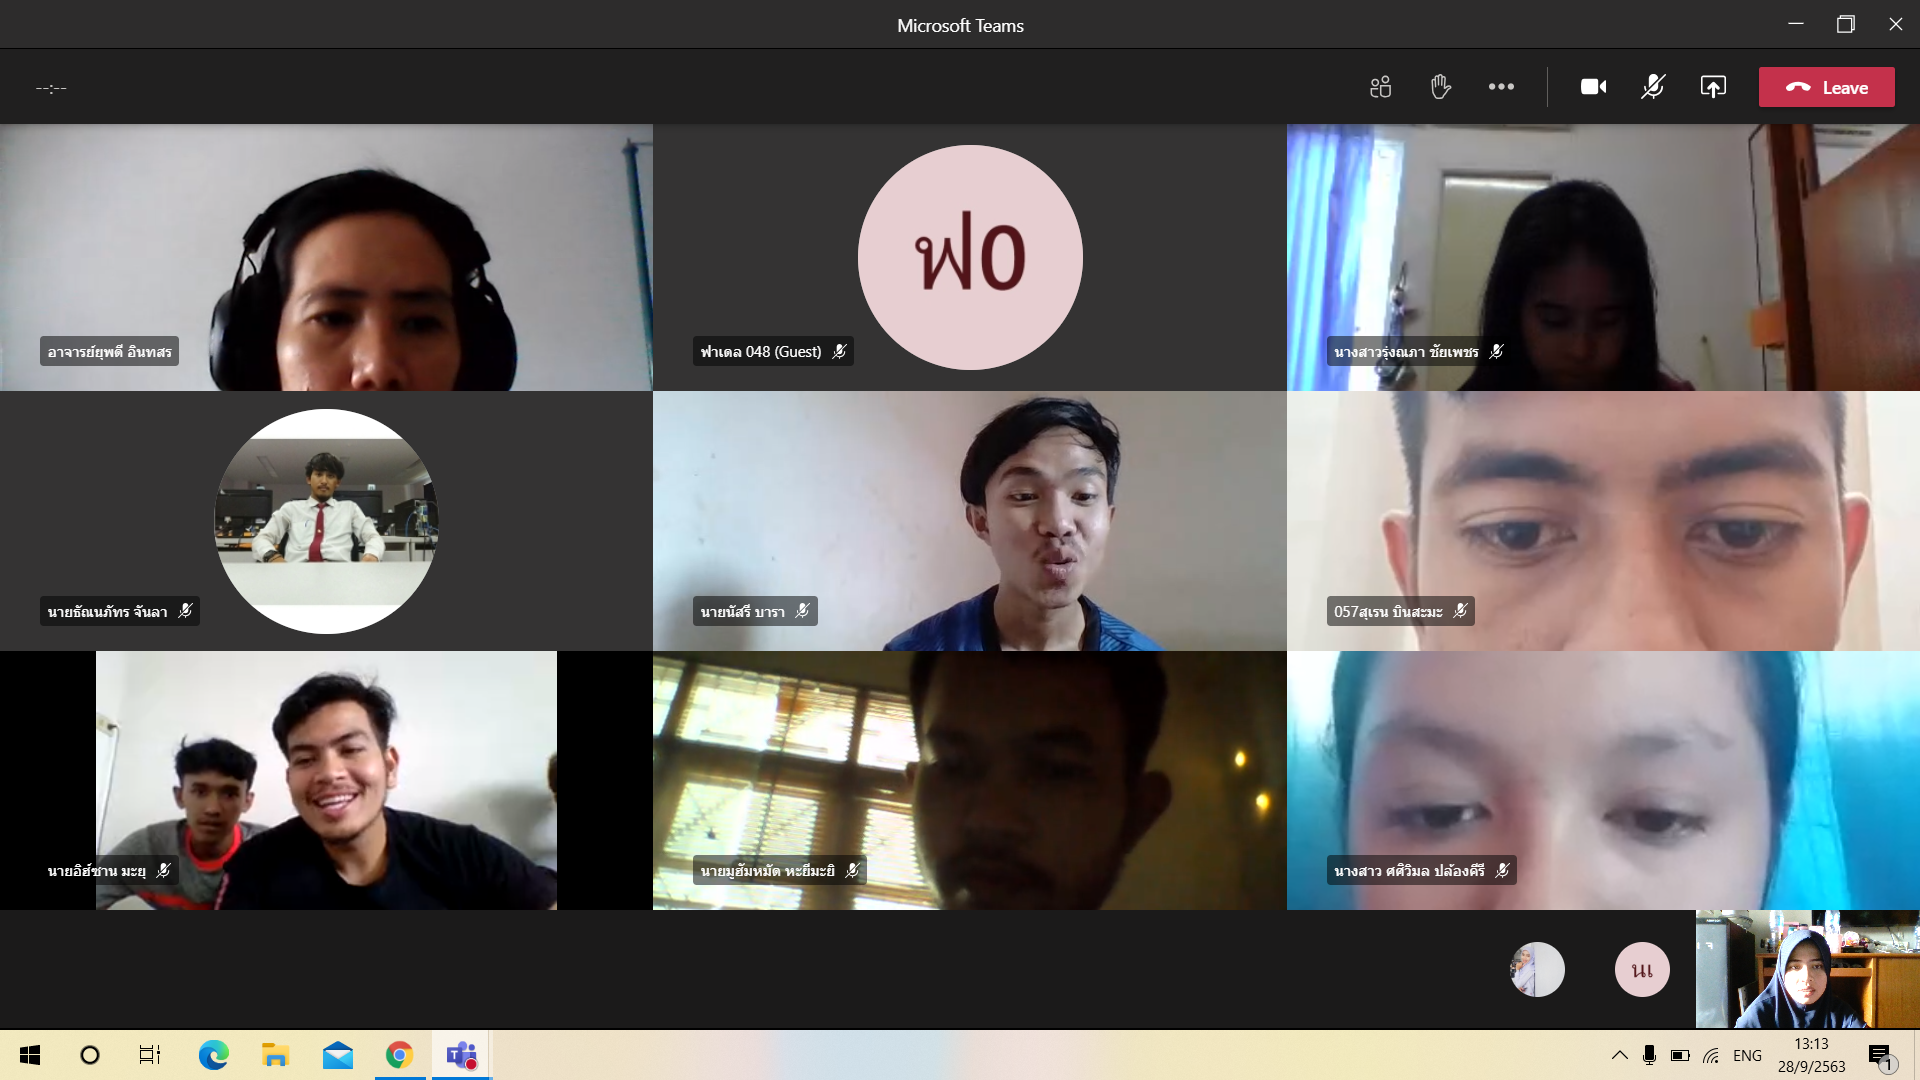 Microsoft Teams
--:--
Leave
ฟ0
อาจารย์ยุพดี อินทสร
ฟาเดล 048 (Guest)
นางสาวรุ่งณภา ชัยเพชร
นายธัณนภัทร จันลา
นายนัสรี บารา
057สุเรน บินสะมะ
นายอิฮ์ซาน มะยุ
นายมูฮัมหมัด หะยีมะยิ
นางสาว ศศิวิมล ปล้องคีรี
นเ
ENG
13:13
28/9/2563
1